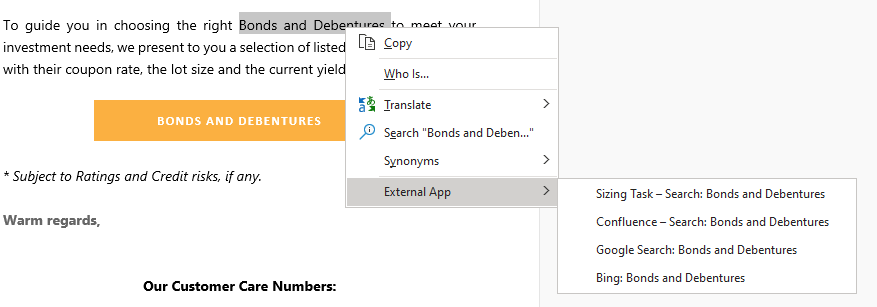 To guide you in choosing the right Bonds and Debentures to meet your
investment needs, we present to you a selection of listed
with their coupon rate, the lot size and the current yield
BONDS AND DEBENTURES
* Subject to Ratings and Credit risks, if any.
Warm regards,
Our Customer Care Numbers:
Copy
Who Is...
Translate
Search "Bonds and Deben..."
Synonyms
External App
Sizing Task – Search: Bonds and Debentures
Confluence – Search: Bonds and Debentures
Google Search: Bonds and Debentures
Bing: Bonds and Debentures